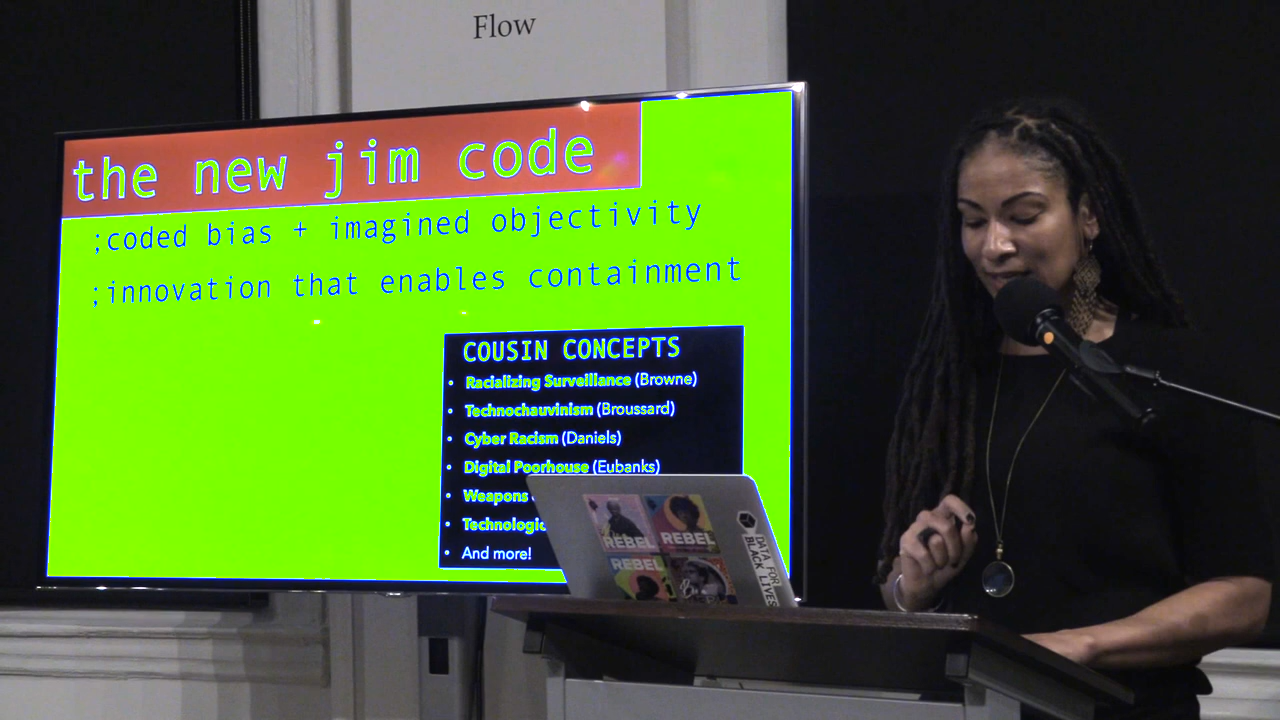 Flow
the new jim code
;coded bias + imagined objectivity
;innovation that enables containment
COUSIN CONCEPTS
• Racializing Surveillance (Browne)
• Technochauvinism (Broussard)
• Cyber Racism (Daniels)
• Digital Poorhouse (Eubanks)
• Weapons
• Technologic
• And more!
REBEL
REBEL
REBEL
DATA FOR
BLACK LIVES